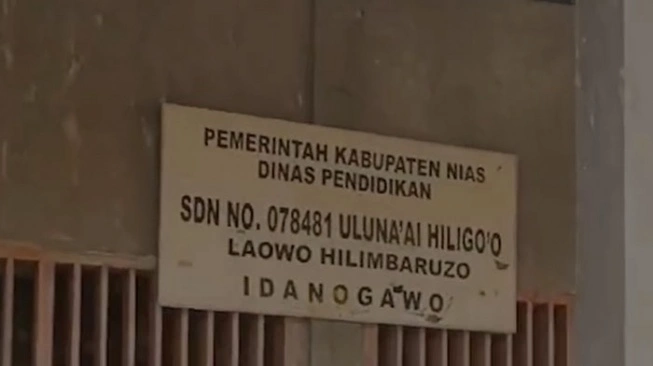 PEMERINTAH KABUPATEN NIAS
DINAS PENDIDIKAN
SDN NO. 078481 ULUNA'AI HILIGO'O
LAOWO HILIMBARUZO
IDANOGAWO